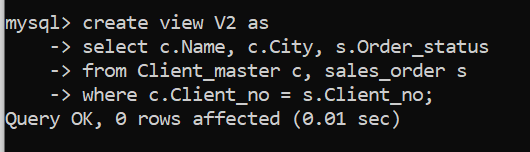 mysql> create view V2 as
    -> select c.Name, c.City, s.Order_status
    -> from Client_master c, sales_order s
    -> where c.Client_no = s.Client_no;
Query OK, 0 rows affected (0.01 sec)